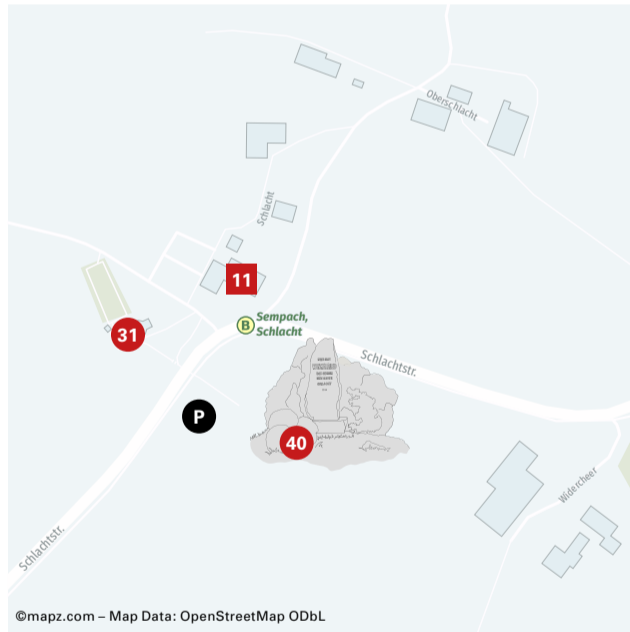 Oberschlacht
Schlacht
11
B
Sempach,
Schlacht
31
Schlachtstr.
P
40
Widercheer
Schlachtstr.
©mapz.com – Map Data: OpenStreetMap ODbL